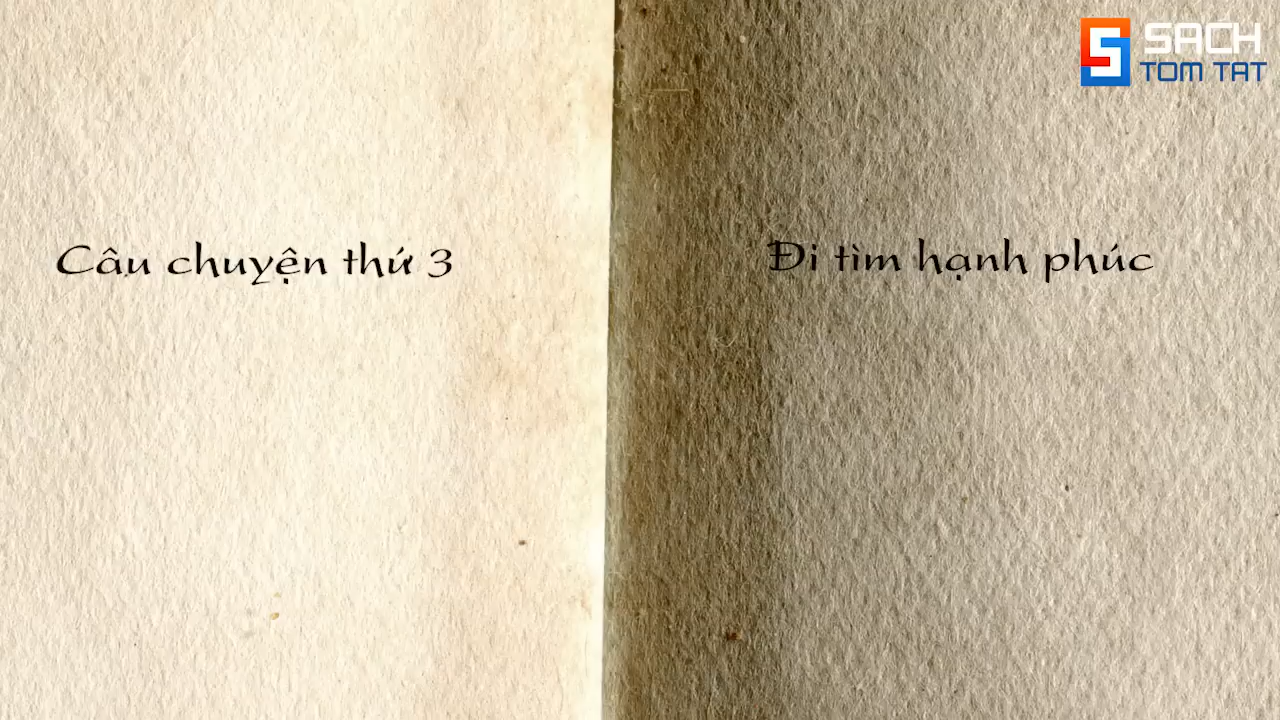 SACH
TOM TAT
Câu chuyện thứ 3
Đi tìm hạnh phúc